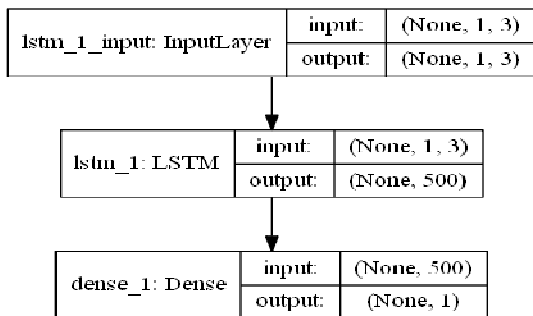 lstm_1_input: InputLayer
input: (None, 1, 3)
output: (None, 1, 3)
lstm_1: LSTM
input: (None, 1, 3)
output: (None, 500)
dense_1: Dense
input: (None, 500)
output: (None, 1)